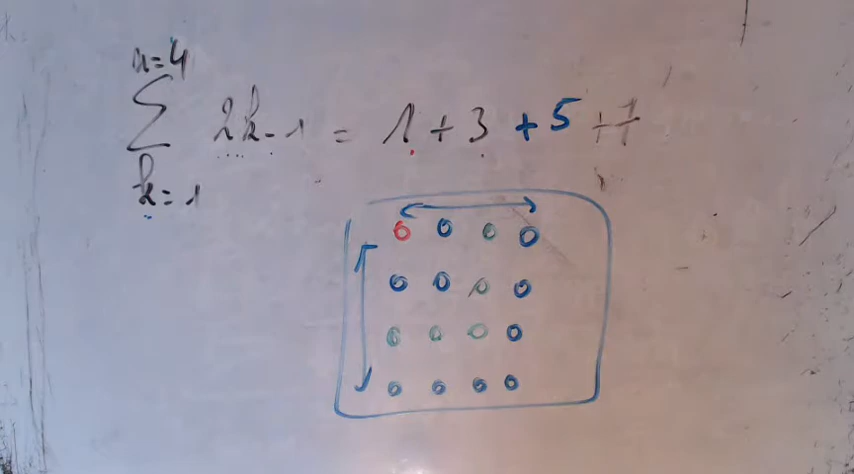 n=4
∑ 2k-1 = 1 + 3 + 5 + 7
k=1